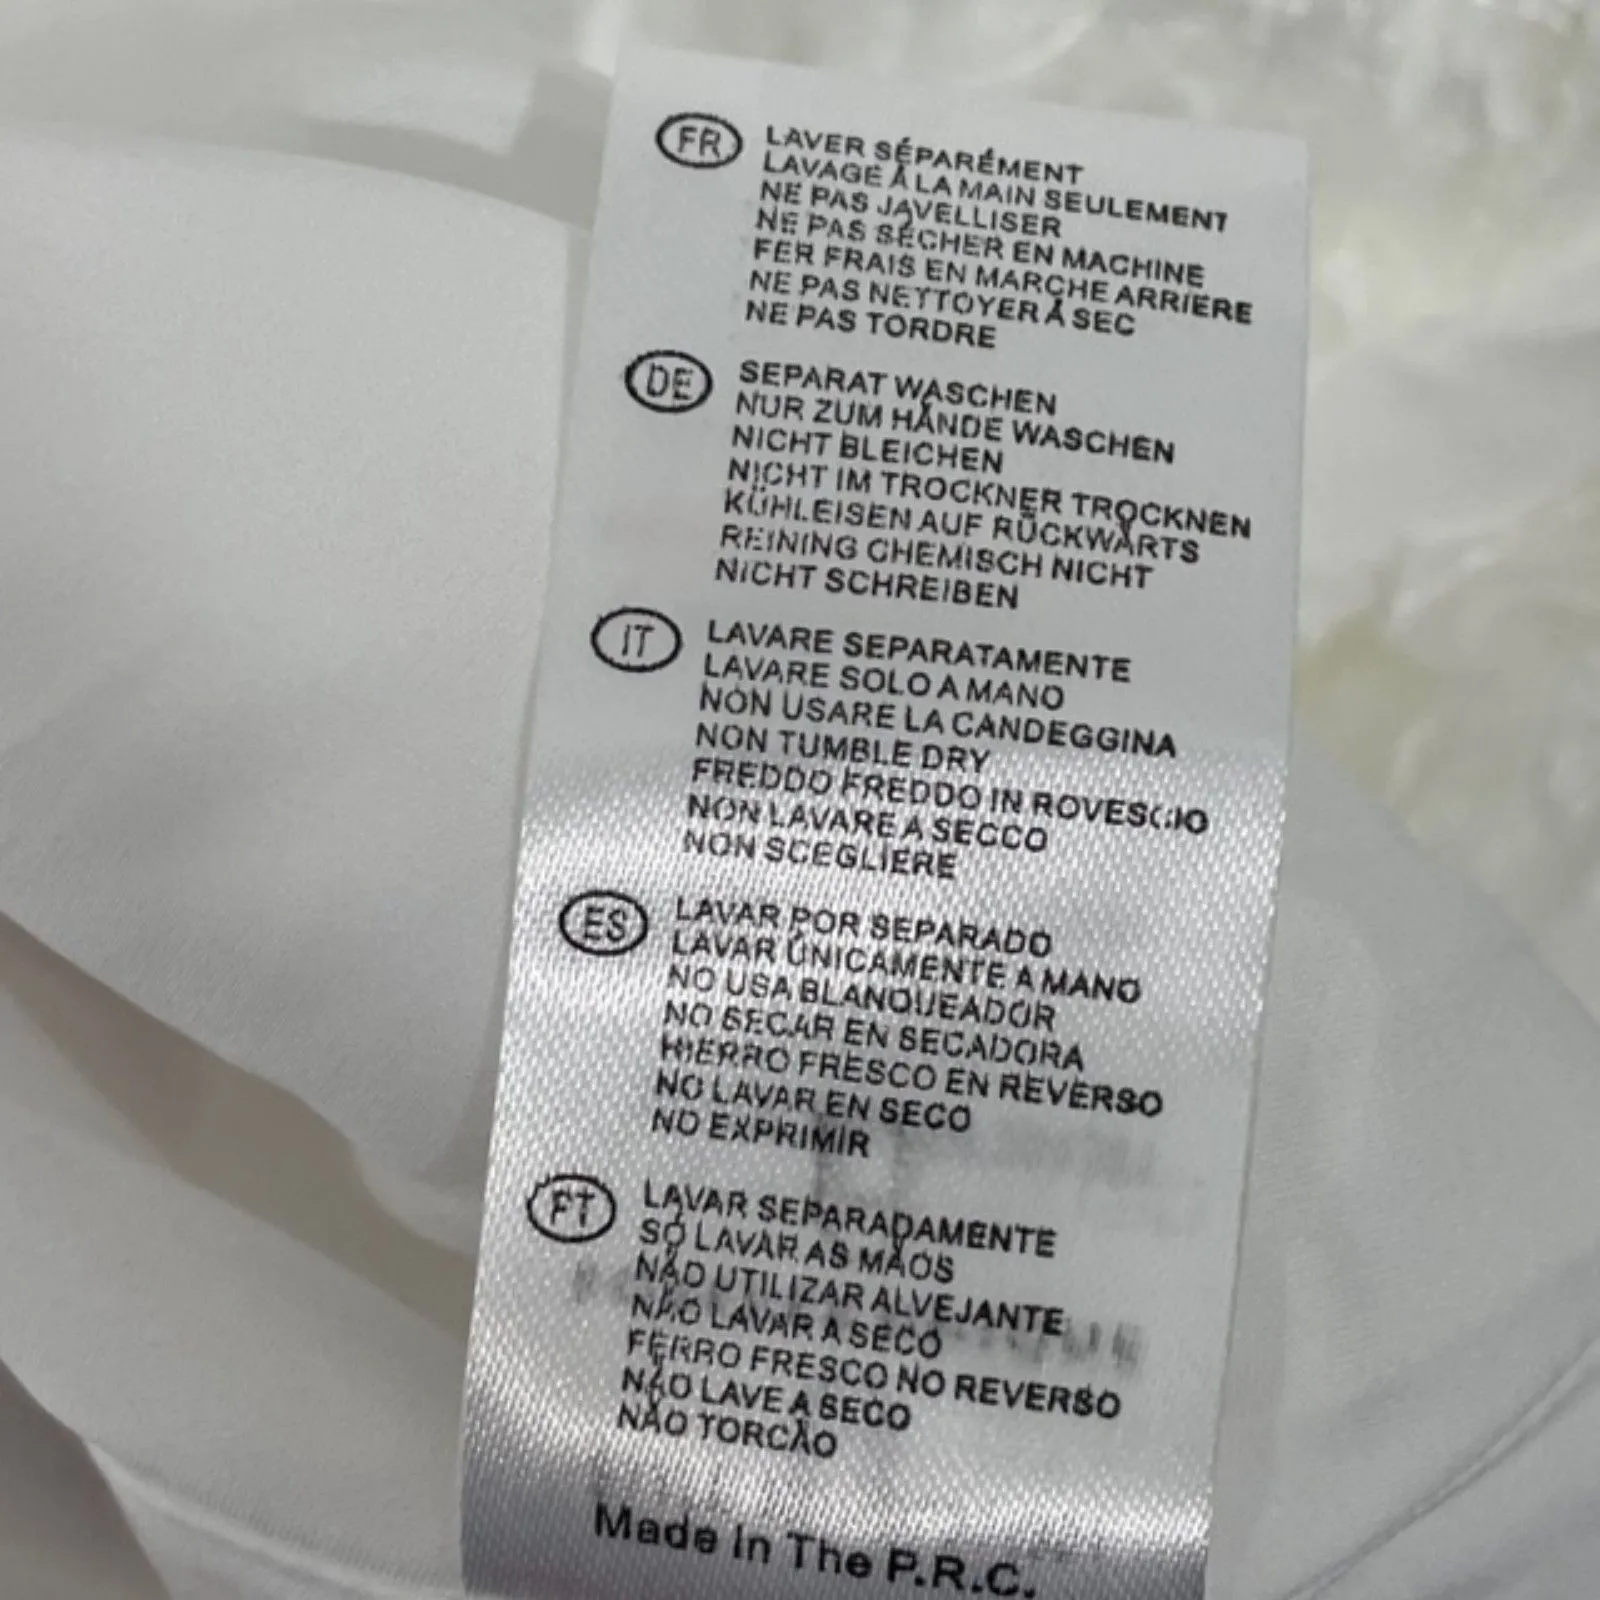 FR LAVER SÉPARÉMENT
LAVAGE À LA MAIN SEULEMENT
NE PAS JAVELLISER
NE PAS SÉCHER EN MACHINE
FER FRAIS EN MARCHE ARRIÈRE
NE PAS NETTOYER À SEC
NE PAS TORDRE
DE SEPARAT WASCHEN
NUR ZUM HÄNDE WASCHEN
NICHT BLEICHEN
NICHT IM TROCKNER TROCKNEN
KÜHLEISEN AUF RÜCKWÄRTS
REINING CHEMISCH NICHT
NICHT SCHREIBEN
IT LAVARE SEPARATAMENTE
LAVARE SOLO A MANO
NON USARE LA CANDEGGINA
NON TUMBLE DRY
FREDDO FREDDO IN ROVESCIO
NON LAVARE A SECCO
NON SCEGLIERE
ES LAVAR POR SEPARADO
LAVAR ÚNICAMENTE A MANO
NO USA BLANQUEADOR
NO SECAR EN SECADORA
HIERRO FRESCO EN REVERSO
NO LAVAR EN SECO
NO EXPRIMIR
PT LAVAR SEPARADAMENTE
SÓ LAVAR AS MÃOS
NÃO UTILIZAR ALVEJANTE
NÃO LAVAR A SECO
FERRO FRESCO NO REVERSO
NÃO LAVE A SECO
NÃO TORCÃO
Made In The P.R.C.